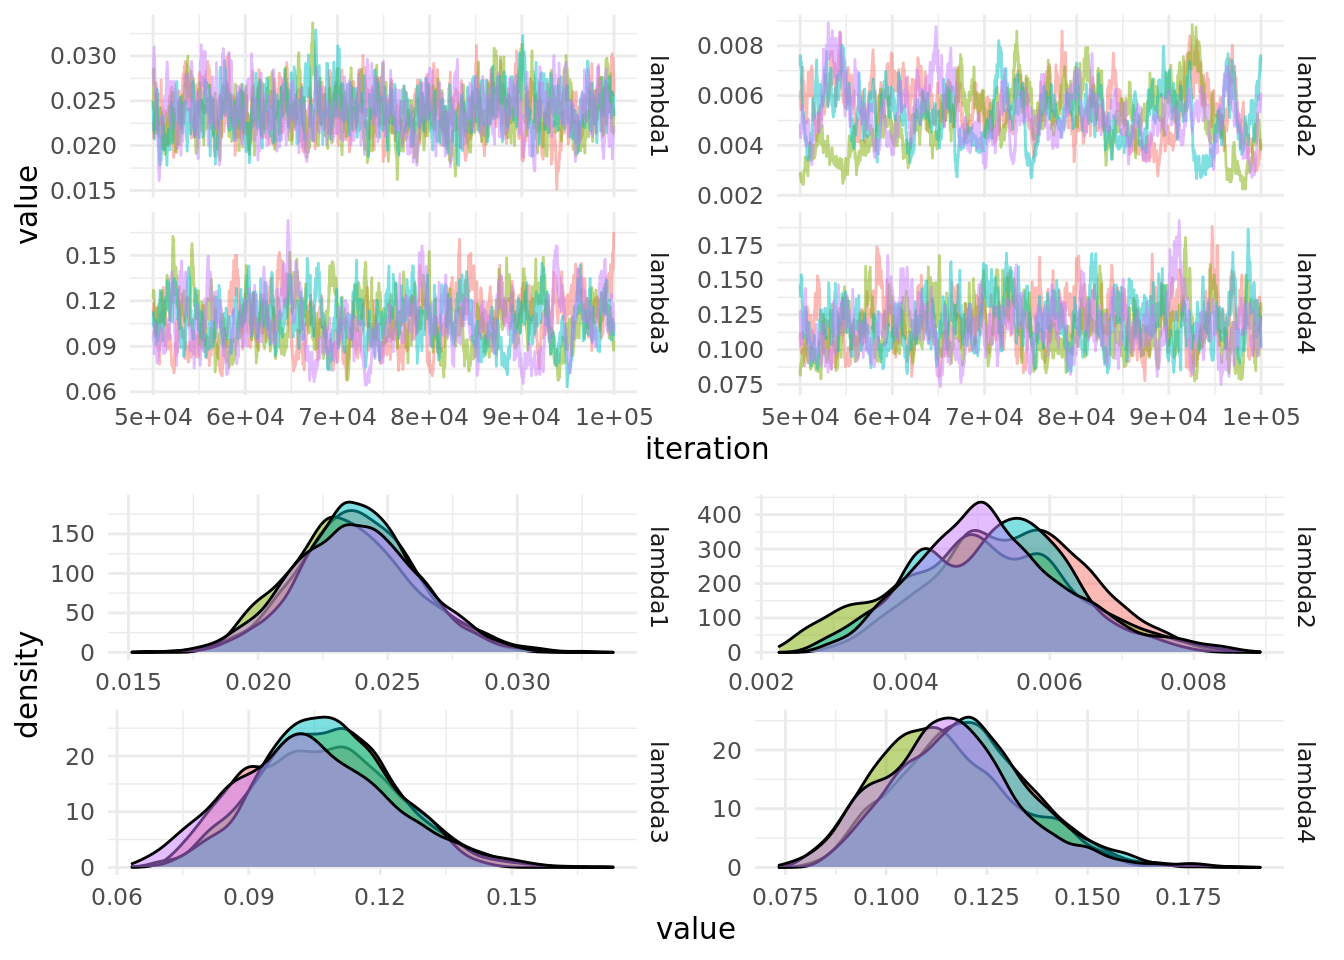 value
0.030
0.025
0.020
0.015
lambda1
0.008
0.006
0.004
0.002
lambda2
0.15
0.12
0.09
0.06
lambda3
0.175
0.150
0.125
0.100
0.075
lambda4
5e+04 6e+04 7e+04 8e+04 9e+04 1e+05
5e+04 6e+04 7e+04 8e+04 9e+04 1e+05
iteration
density
150
100
50
0
lambda1
0.015 0.020 0.025 0.030
400
300
200
100
0
lambda2
0.002 0.004 0.006 0.008
20
10
0
lambda3
0.06 0.09 0.12 0.15
20
10
0
lambda4
0.075 0.100 0.125 0.150 0.175
value